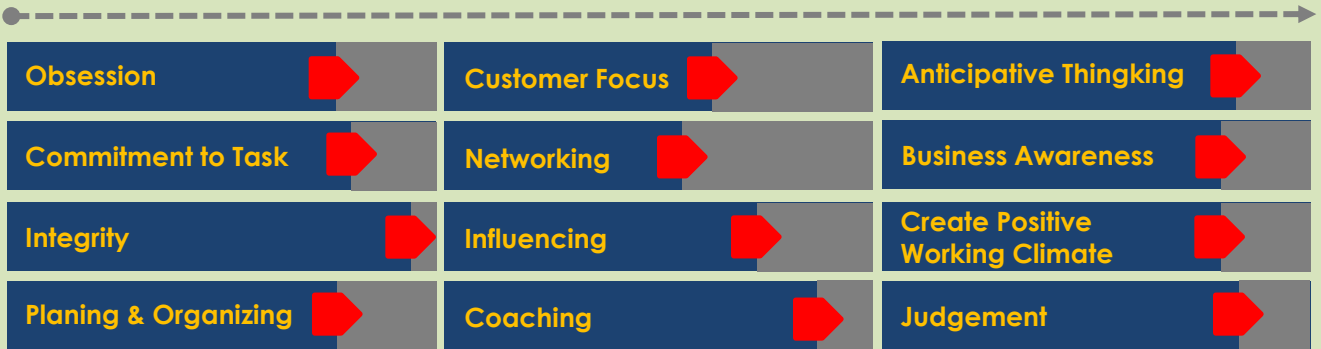 Obsession
Customer Focus
Anticipative Thingking
Commitment to Task
Networking
Business Awareness
Integrity
Influencing
Create Positive
Working Climate
Planing & Organizing
Coaching
Judgement